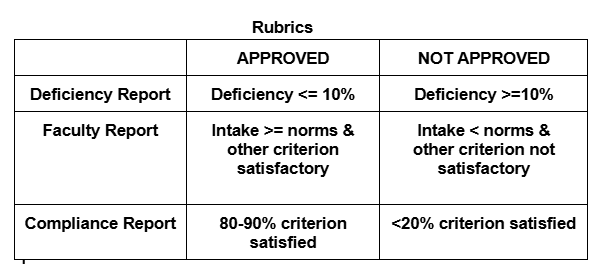 Rubrics
APPROVED NOT APPROVED
Deficiency Report Deficiency <= 10% Deficiency >=10%
Faculty Report Intake >= norms & Intake < norms &
other criterion other criterion not
satisfactory satisfactory
Compliance Report 80-90% criterion <20% criterion satisfied
satisfied